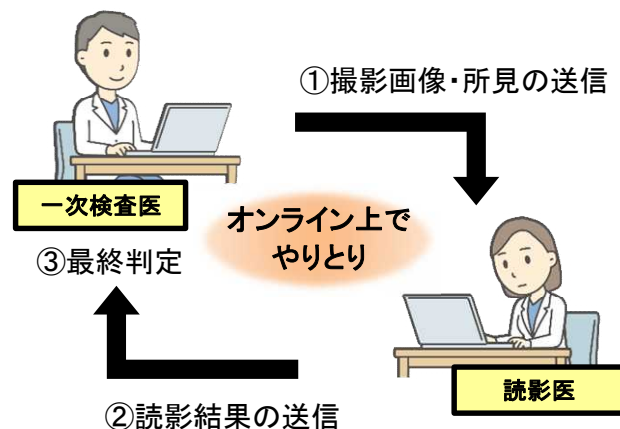 ①撮影画像・所見の送信
一次検査医
オンライン上で
やりとり
③最終判定
読影医
②読影結果の送信